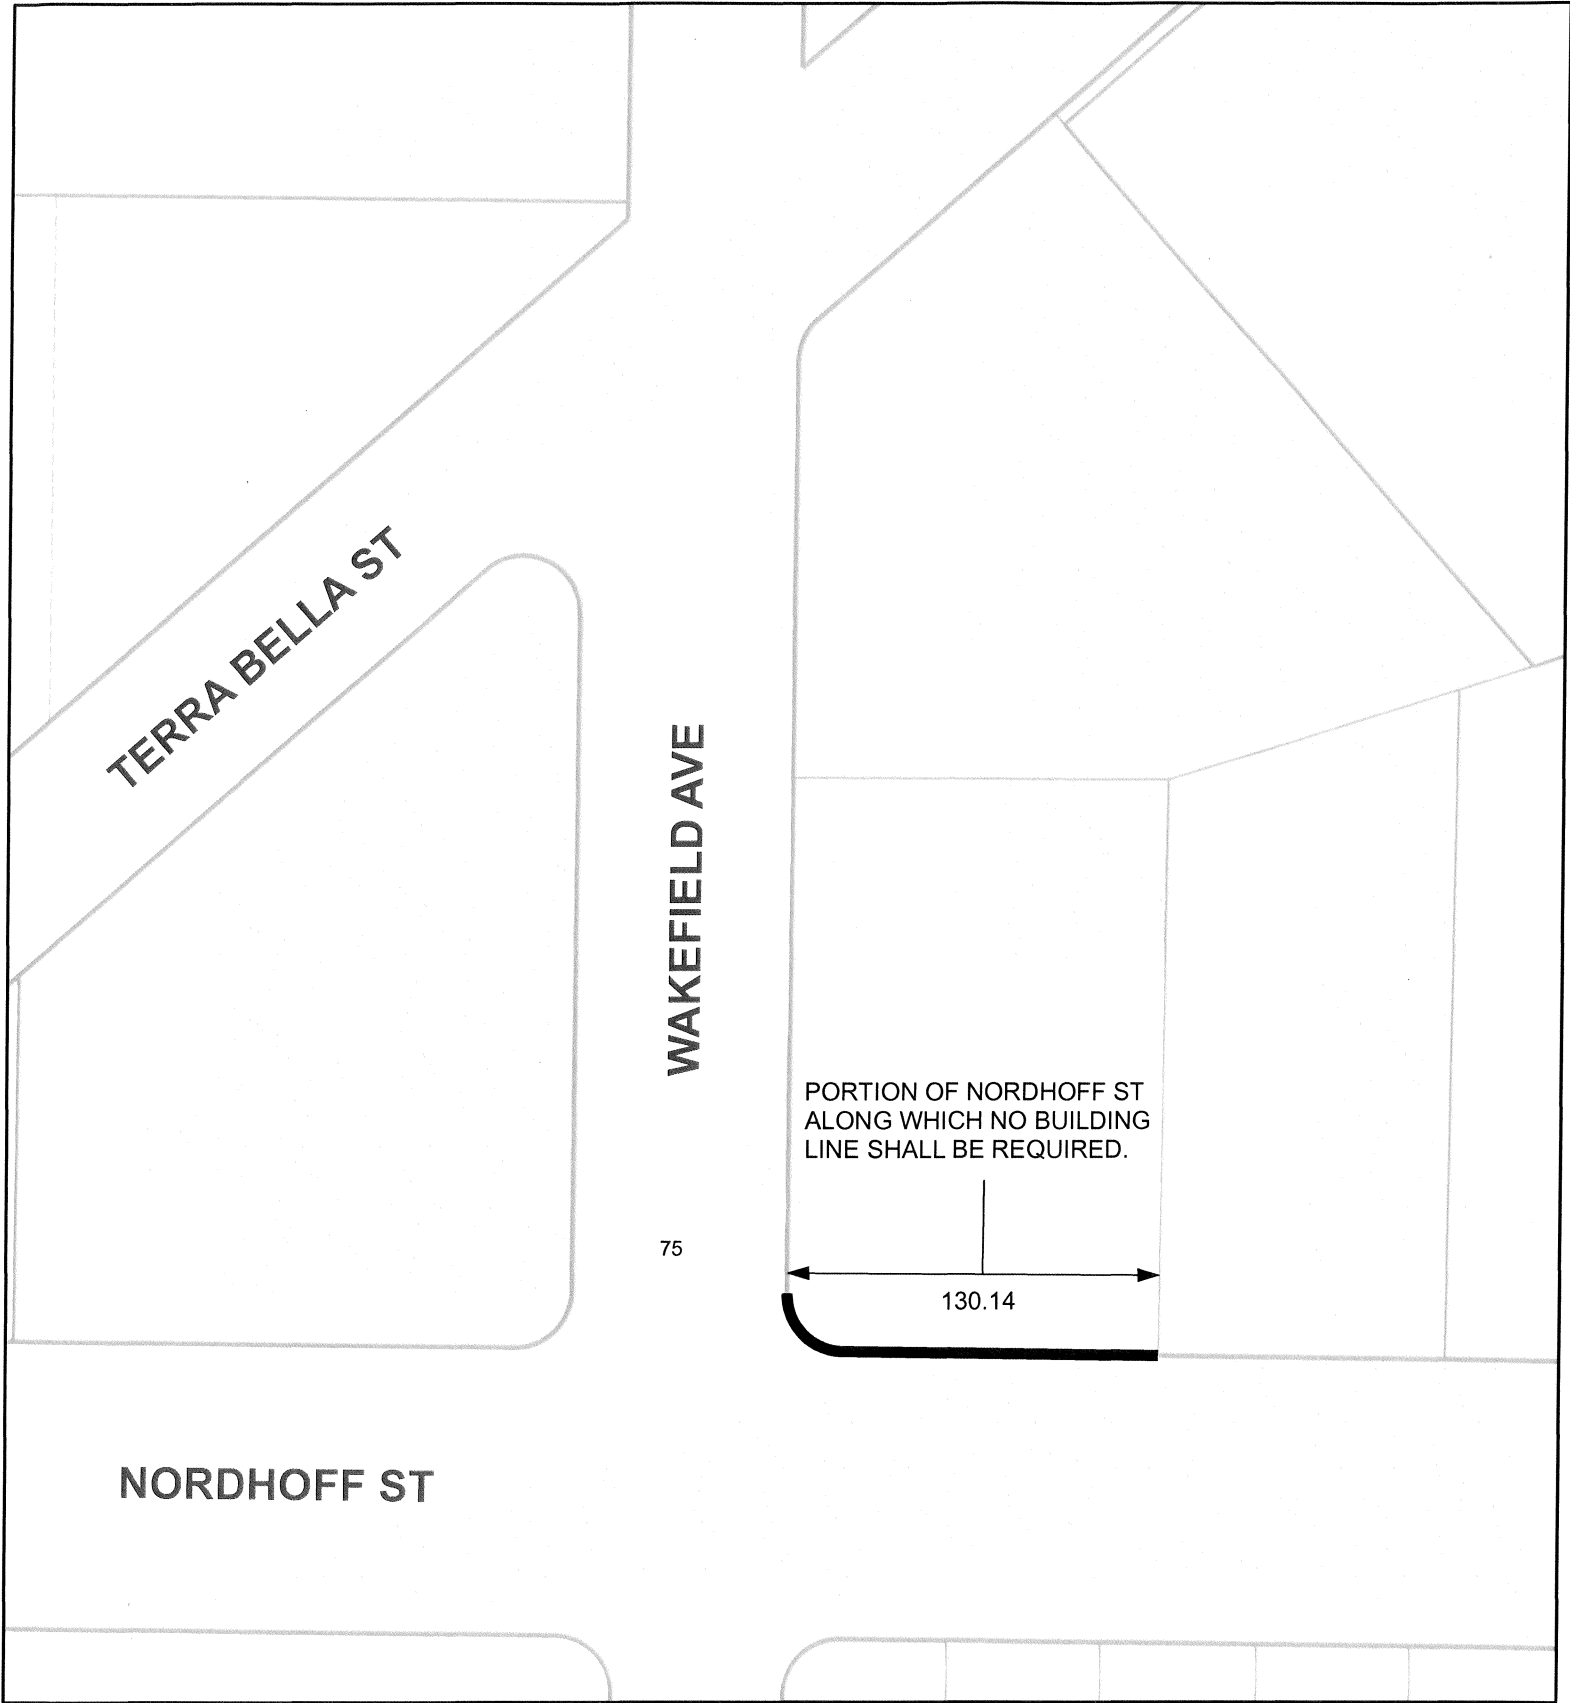 TERRA BELLA ST
WAKEFIELD AVE
PORTION OF NORDHOFF ST
ALONG WHICH NO BUILDING
LINE SHALL BE REQUIRED.
75
130.14
NORDHOFF ST